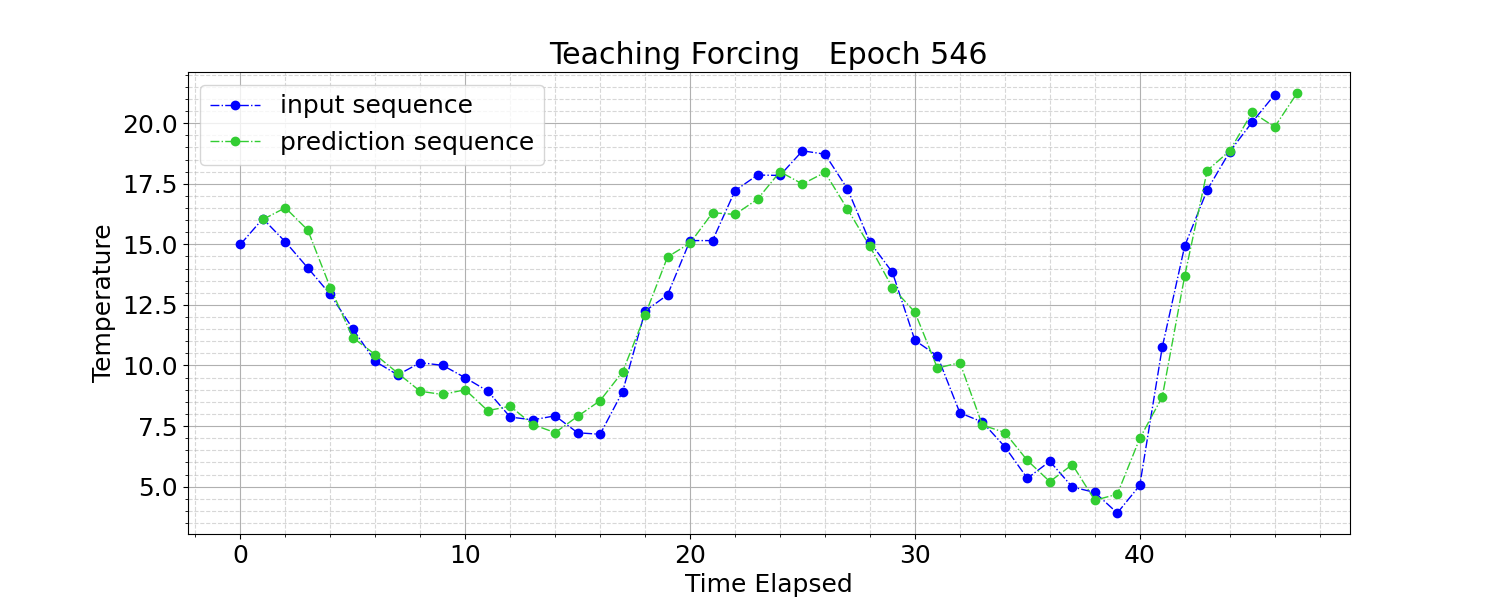 Teaching Forcing   Epoch 546
input sequence
prediction sequence
20.0
17.5
15.0
12.5
10.0
7.5
5.0
Temperature
0 10 20 30 40
Time Elapsed